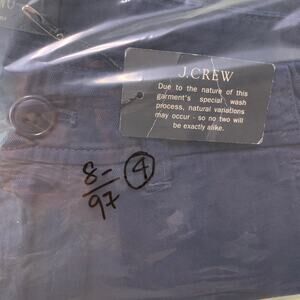 J.CREW
Due to the nature of this
garment's special wash
process, natural variations
may occur - so no two will
be exactly alike.
8-
97
4